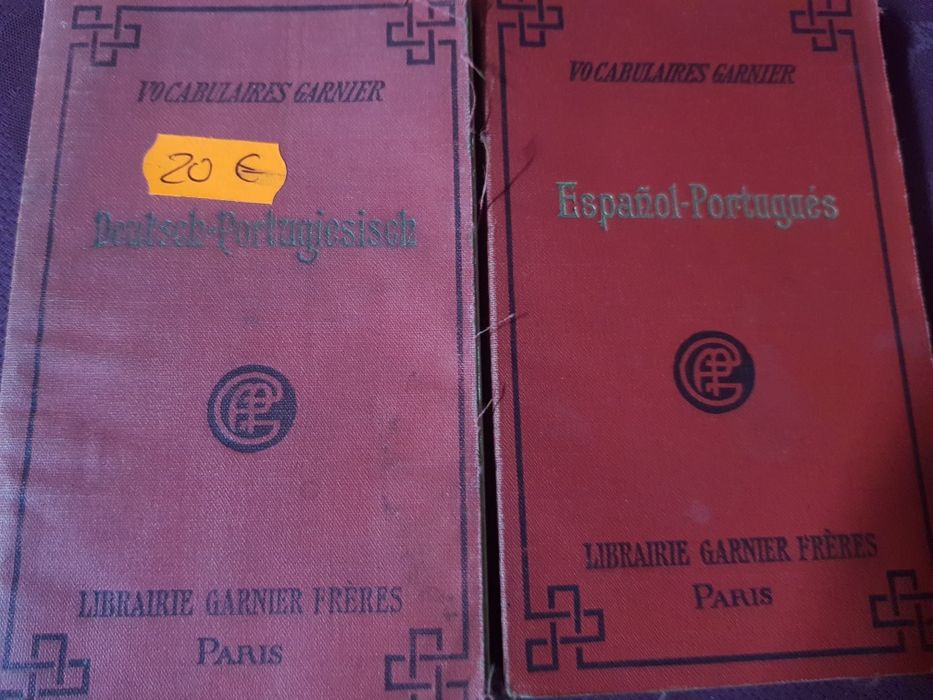 VOCABULAIRES GARNIER
20 €
Deutsch-Portugiesisch
LIBRAIRIE GARNIER FRÈRES
PARIS
VOCABULAIRES GARNIER
Español-Portugués
LIBRAIRIE GARNIER FRÈRES
PARIS